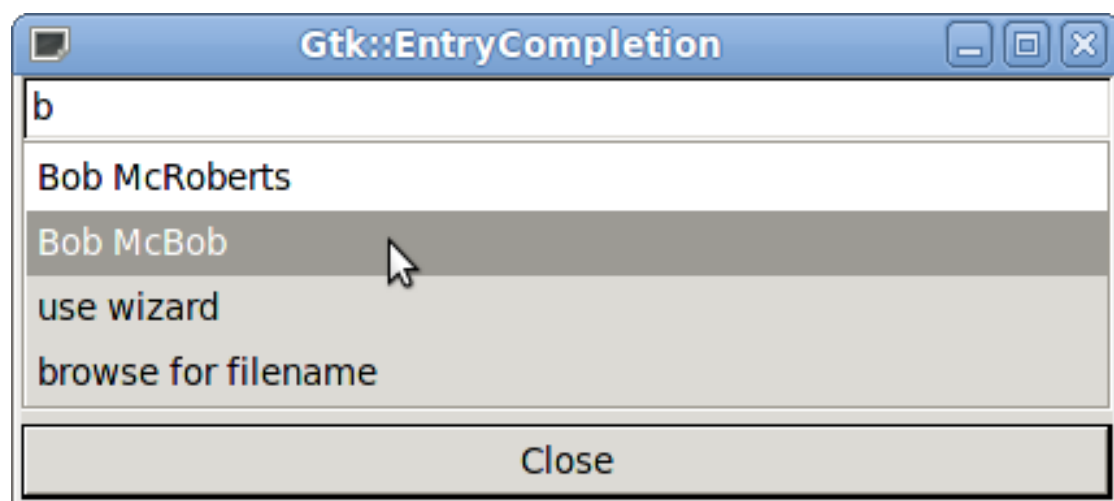 Gtk::EntryCompletion
b
Bob McRoberts
Bob McBob
use wizard
browse for filename
Close